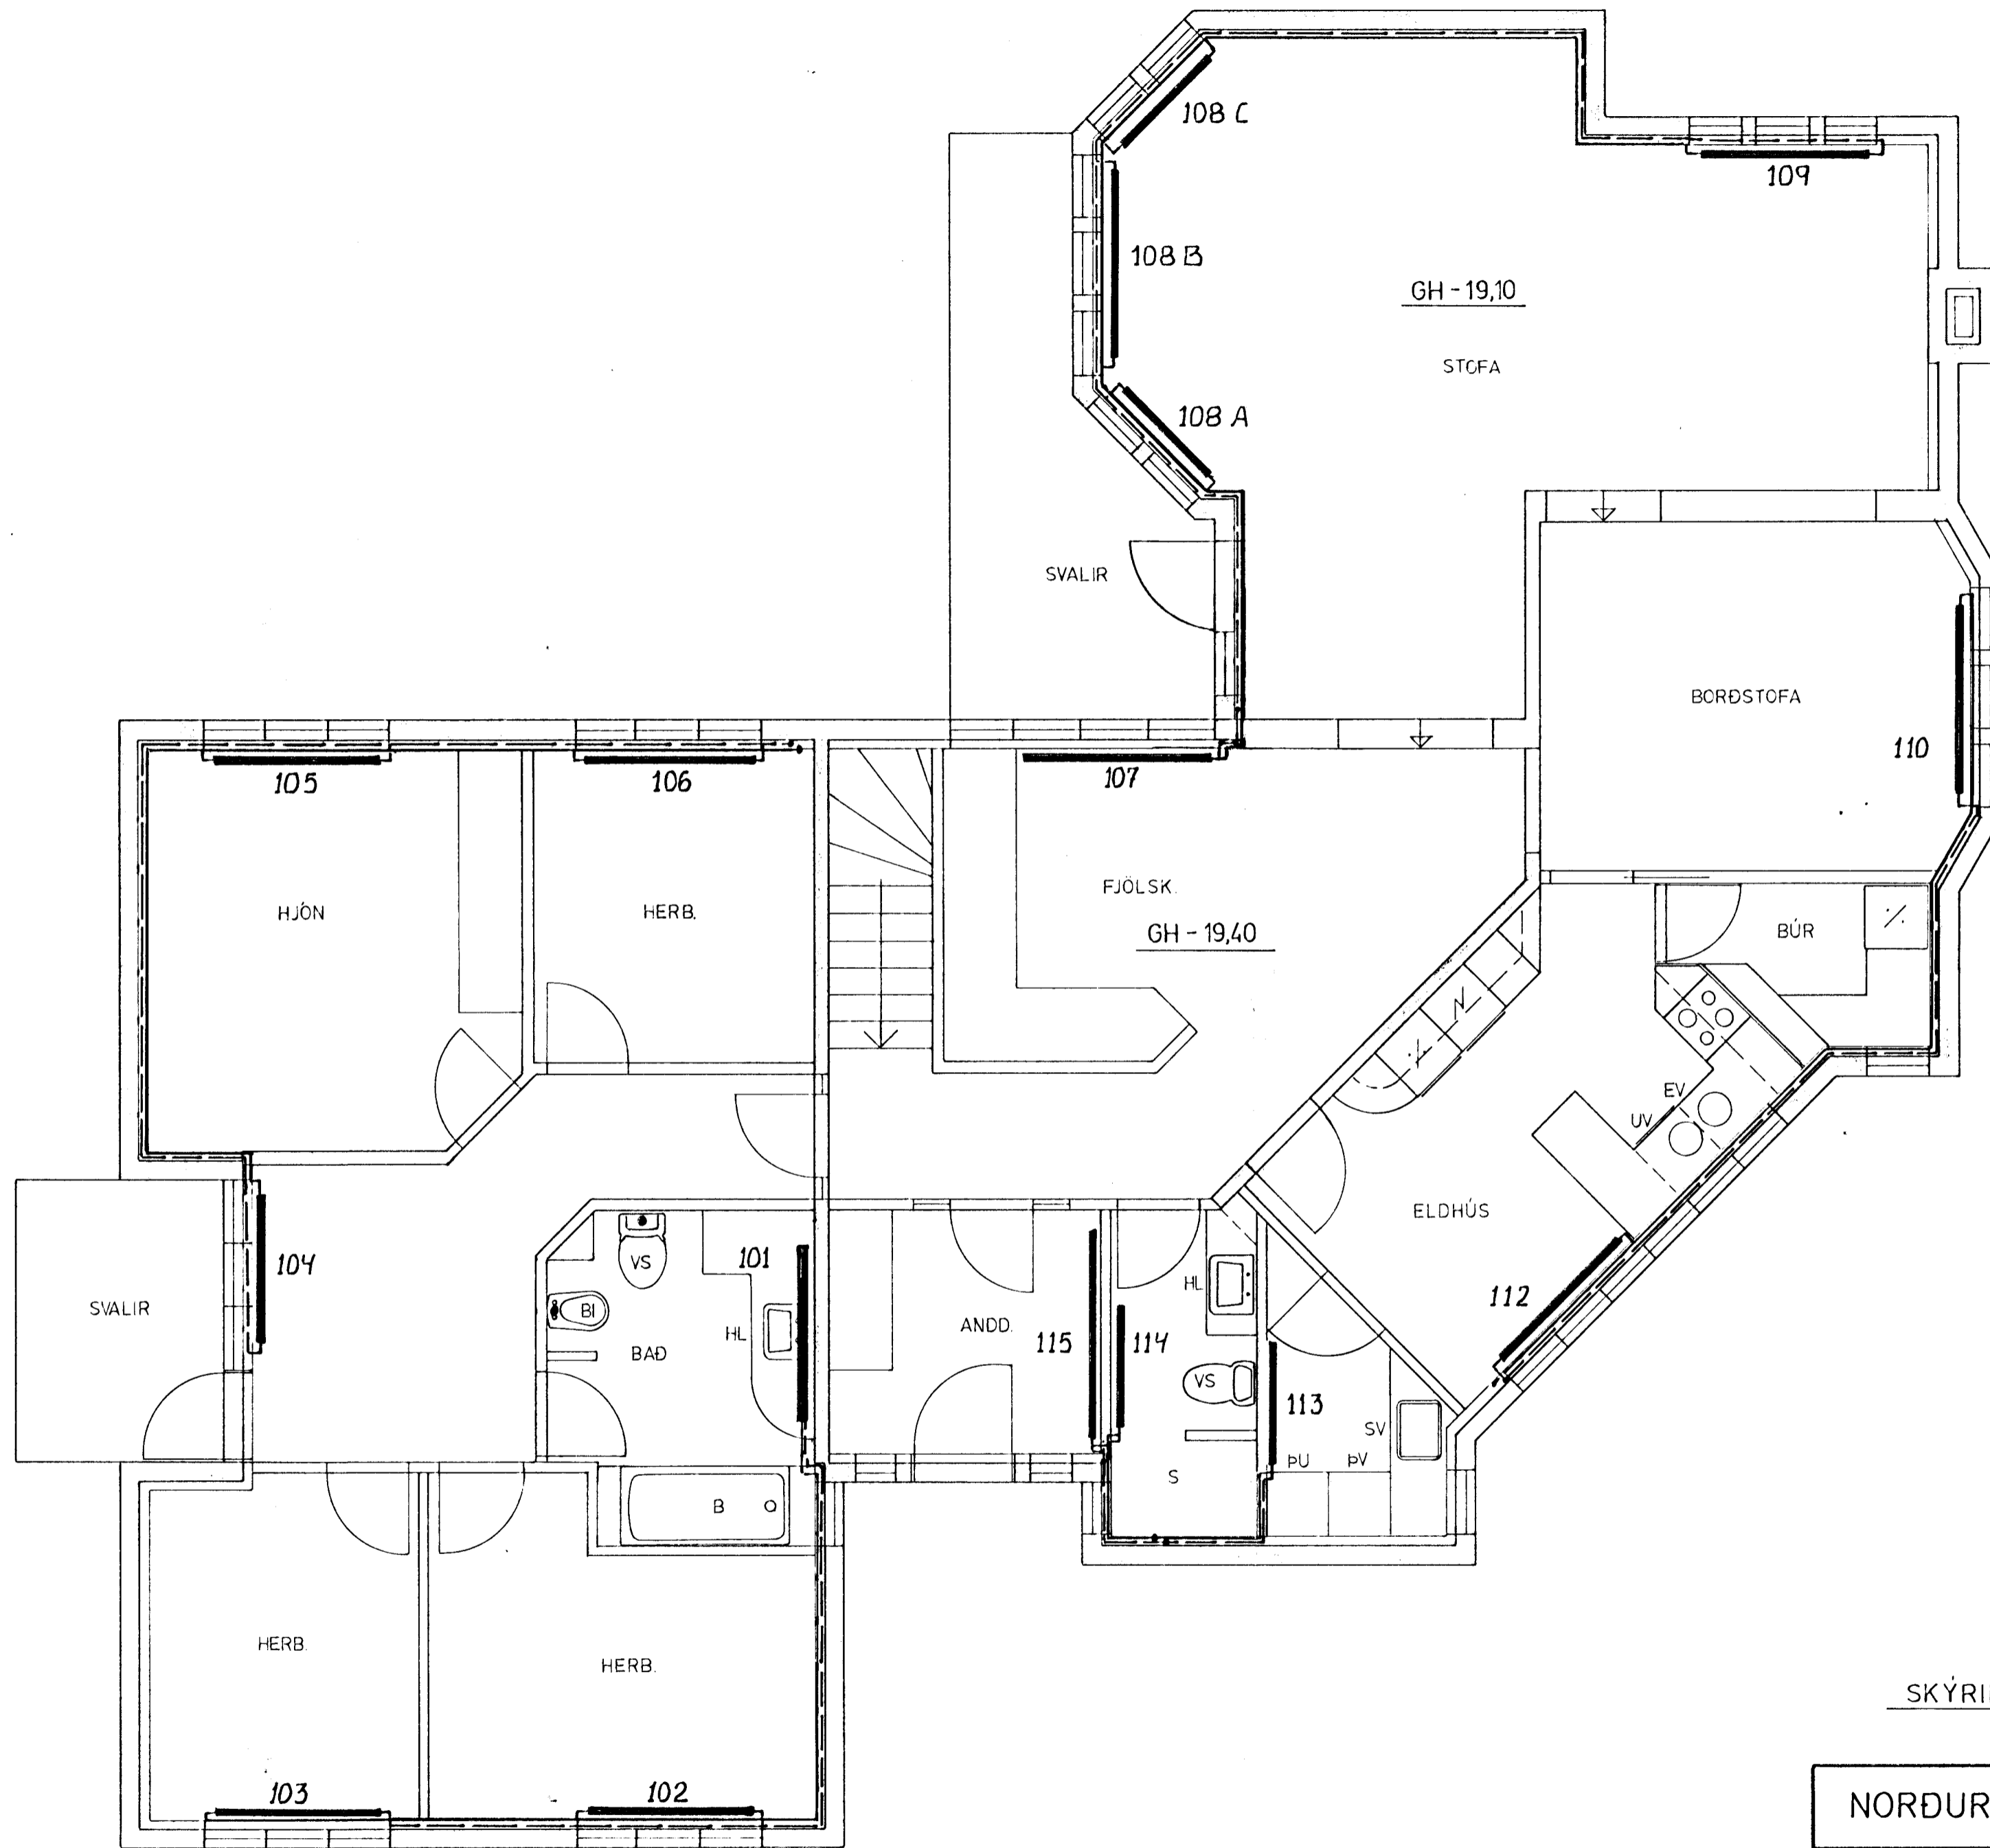 108 C
109
108 B
GH - 19,10
STOFA
108 A
SVALIR
BORÐSTOFA
110
105
106
107
HJÓN
HERB.
FJÖLSK.
GH - 19,40
BÚR
EV
UV
ELDHÚS
104
VS
101
HL
112
SVALIR
BI
HL
BAÐ
ANDD.
115
114
VS
113
SV
ÞU
ÞV
S
B
HERB.
HERB.
103
102
SKÝRI
NORÐUR